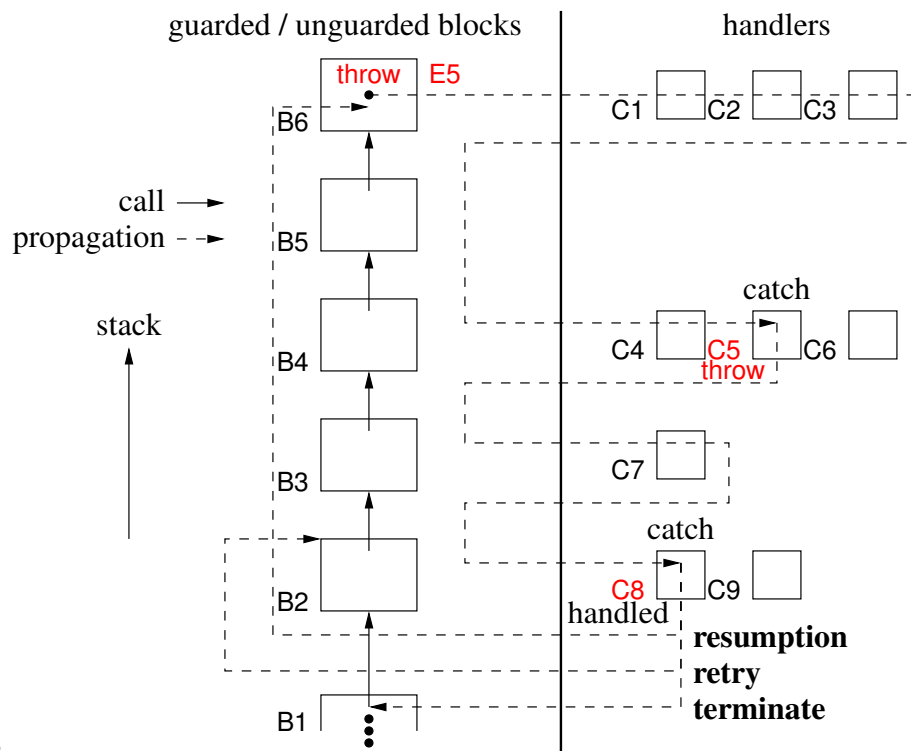 guarded / unguarded blocks handlers
throw E5
B6 C1 C2 C3
call
propagation B5
catch
stack
B4 C4 C5 C6
throw
B3 C7
catch
B2 C8 C9
handled
resumption
retry
B1 terminate